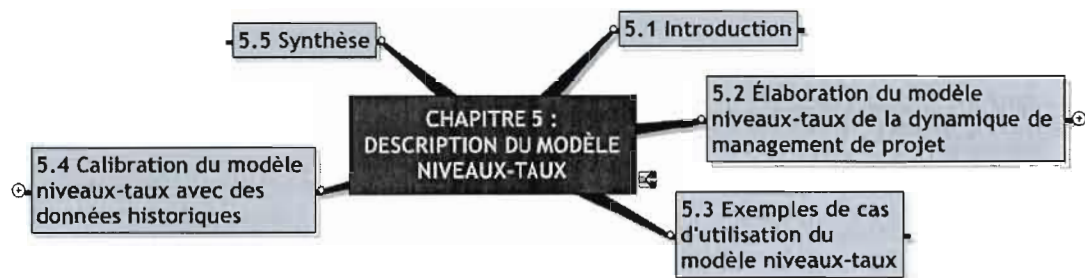 CHAPITRE 5 :
DESCRIPTION DU MODÈLE
NIVEAUX-TAUX
5.1 Introduction
5.2 Élaboration du modèle
niveaux-taux de la dynamique de
management de projet
5.3 Exemples de cas
d'utilisation du
modèle niveaux-taux
5.4 Calibration du modèle
niveaux-taux avec des
données historiques
5.5 Synthèse